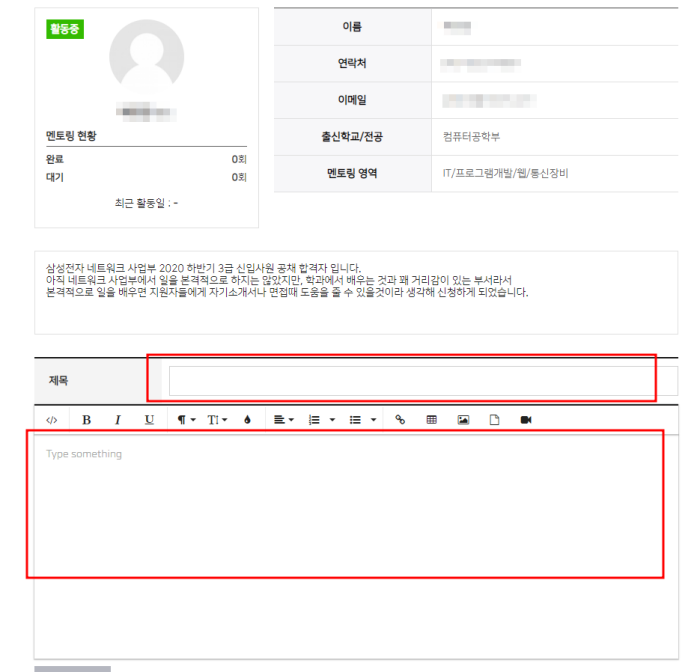 활동중
멘토링 현황
완료 0회
대기 0회
최근 활동일 : -
이름
연락처
이메일
출신학교/전공 컴퓨터공학부
멘토링 영역 IT/프로그램개발/웹/통신장비
삼성전자 네트워크 사업부 2020 하반기 3급 신입사원 공채 합격자 입니다.
아직 네트워크 사업부에서 일을 본격적으로 하지는 않았지만, 학과에서 배우는 것과 꽤 거리감이 있는 부서라서
본격적으로 일을 배우면 지원자들에게 자기소개서나 면접때 도움을 줄 수 있을것이라 생각해 신청하게 되었습니다.
제목
</> B I U ¶ TI
Type something